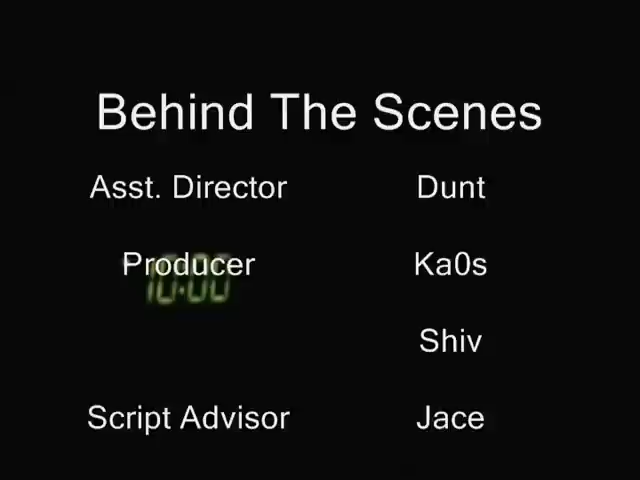 Behind The Scenes
Asst. Director Dunt
Producer Ka0s
10:00
Shiv
Script Advisor Jace